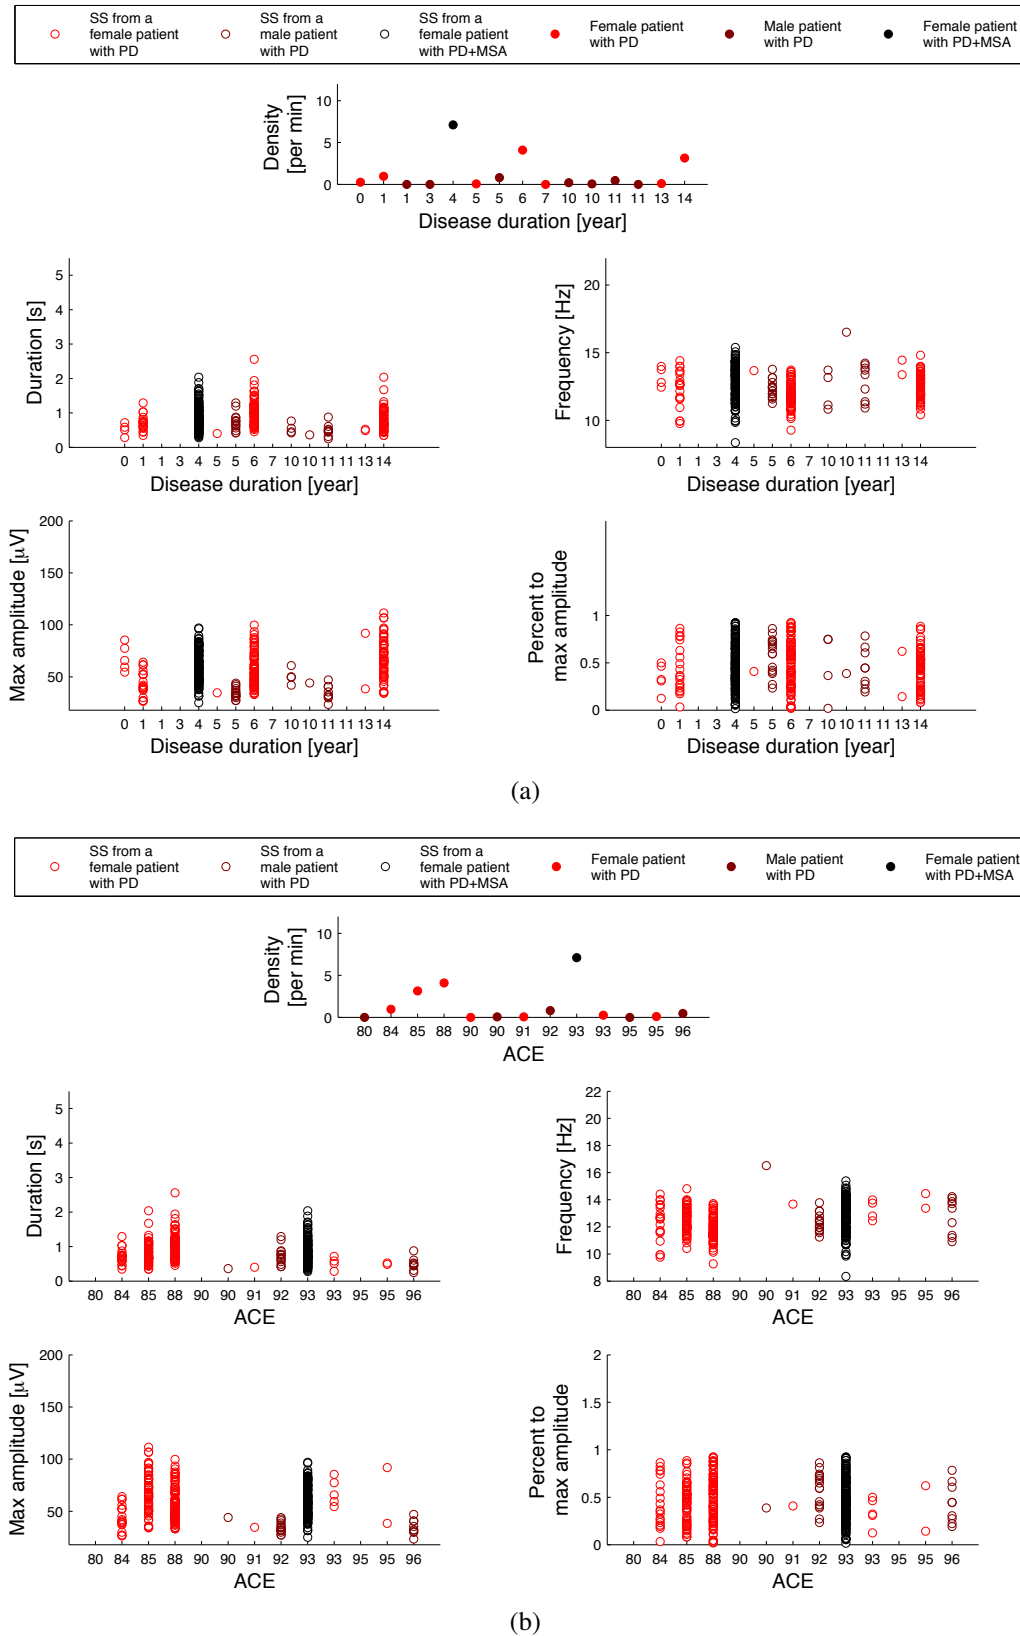 SS from a female patient with PD
SS from a male patient with PD
SS from a female patient with PD+MSA
Female patient with PD
Male patient with PD
Female patient with PD+MSA
Density [per min]
10
5
0
0 1 1 3 4 5 5 6 7 10 10 11 11 13 14
Disease duration [year]
Duration [s]
5
4
3
2
1
0
0 1 1 3 4 5 5 6 7 10 10 11 11 13 14
Disease duration [year]
Frequency [Hz]
20
15
10
0 1 1 3 4 5 5 6 7 10 10 11 11 13 14
Disease duration [year]
Max amplitude [μV]
200
150
100
50
0 1 1 3 4 5 5 6 7 10 10 11 11 13 14
Disease duration [year]
Percent to max amplitude
1
0.5
0
0 1 1 3 4 5 5 6 7 10 10 11 11 13 14
Disease duration [year]
(a)
SS from a female patient with PD
SS from a male patient with PD
SS from a female patient with PD+MSA
Female patient with PD
Male patient with PD
Female patient with PD+MSA
Density [per min]
10
5
0
80 84 85 88 90 90 91 92 93 93 95 95 96
ACE
Duration [s]
5
4
3
2
1
0
80 84 85 88 90 90 91 92 93 93 95 95 96
ACE
Frequency [Hz]
22
20
18
16
14
12
10
8
80 84 85 88 90 90 91 92 93 93 95 95 96
ACE
Max amplitude [μV]
200
150
100
50
80 84 85 88 90 90 91 92 93 93 95 95 96
ACE
Percent to max amplitude
2
1.5
1
0.5
0
80 84 85 88 90 90 91 92 93 93 95 95 96
ACE
(b)